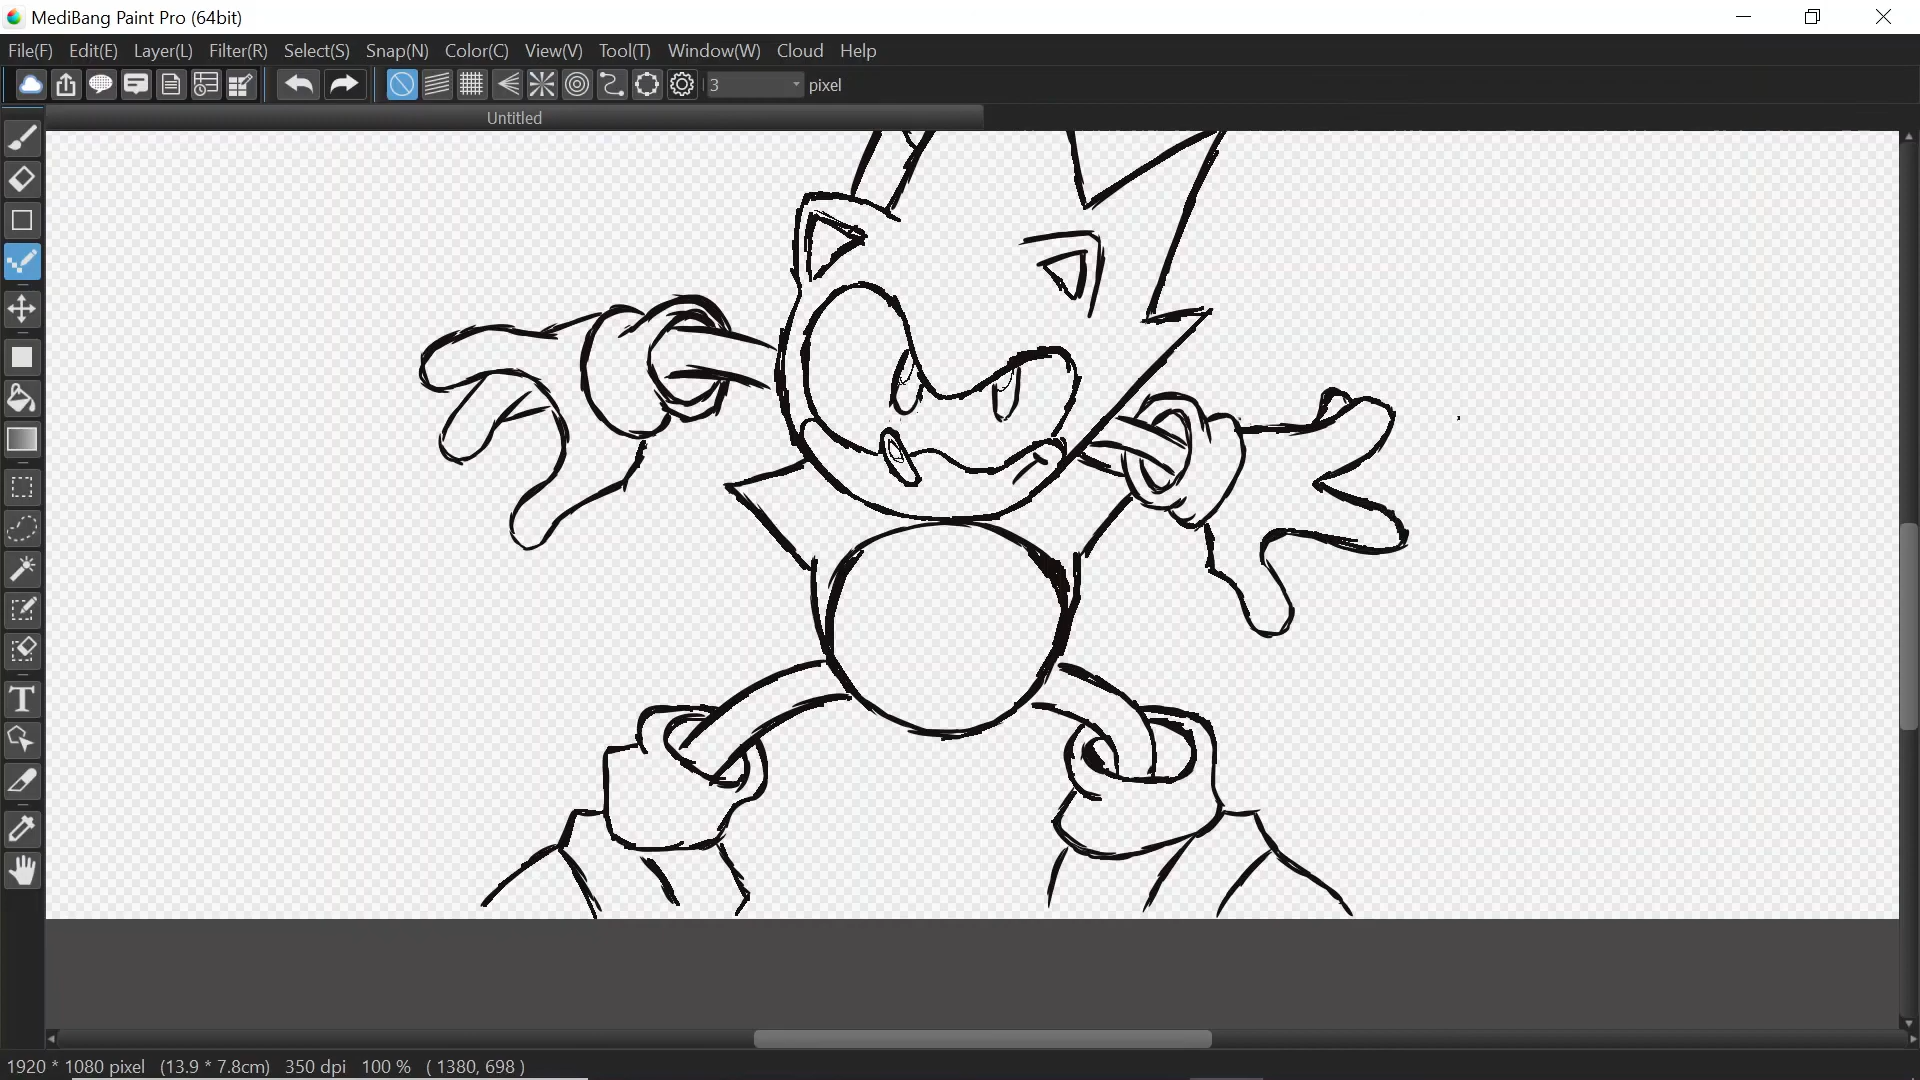 MediBang Paint Pro (64bit)
File(F) Edit(E) Layer(L) Filter(R) Select(S) Snap(N) Color(C) View(V) Tool(T) Window(W) Cloud Help
3 pixel
Untitled
T
1920 * 1080 pixel (13.9 * 7.8cm) 350 dpi 100 % ( 1380, 698 )